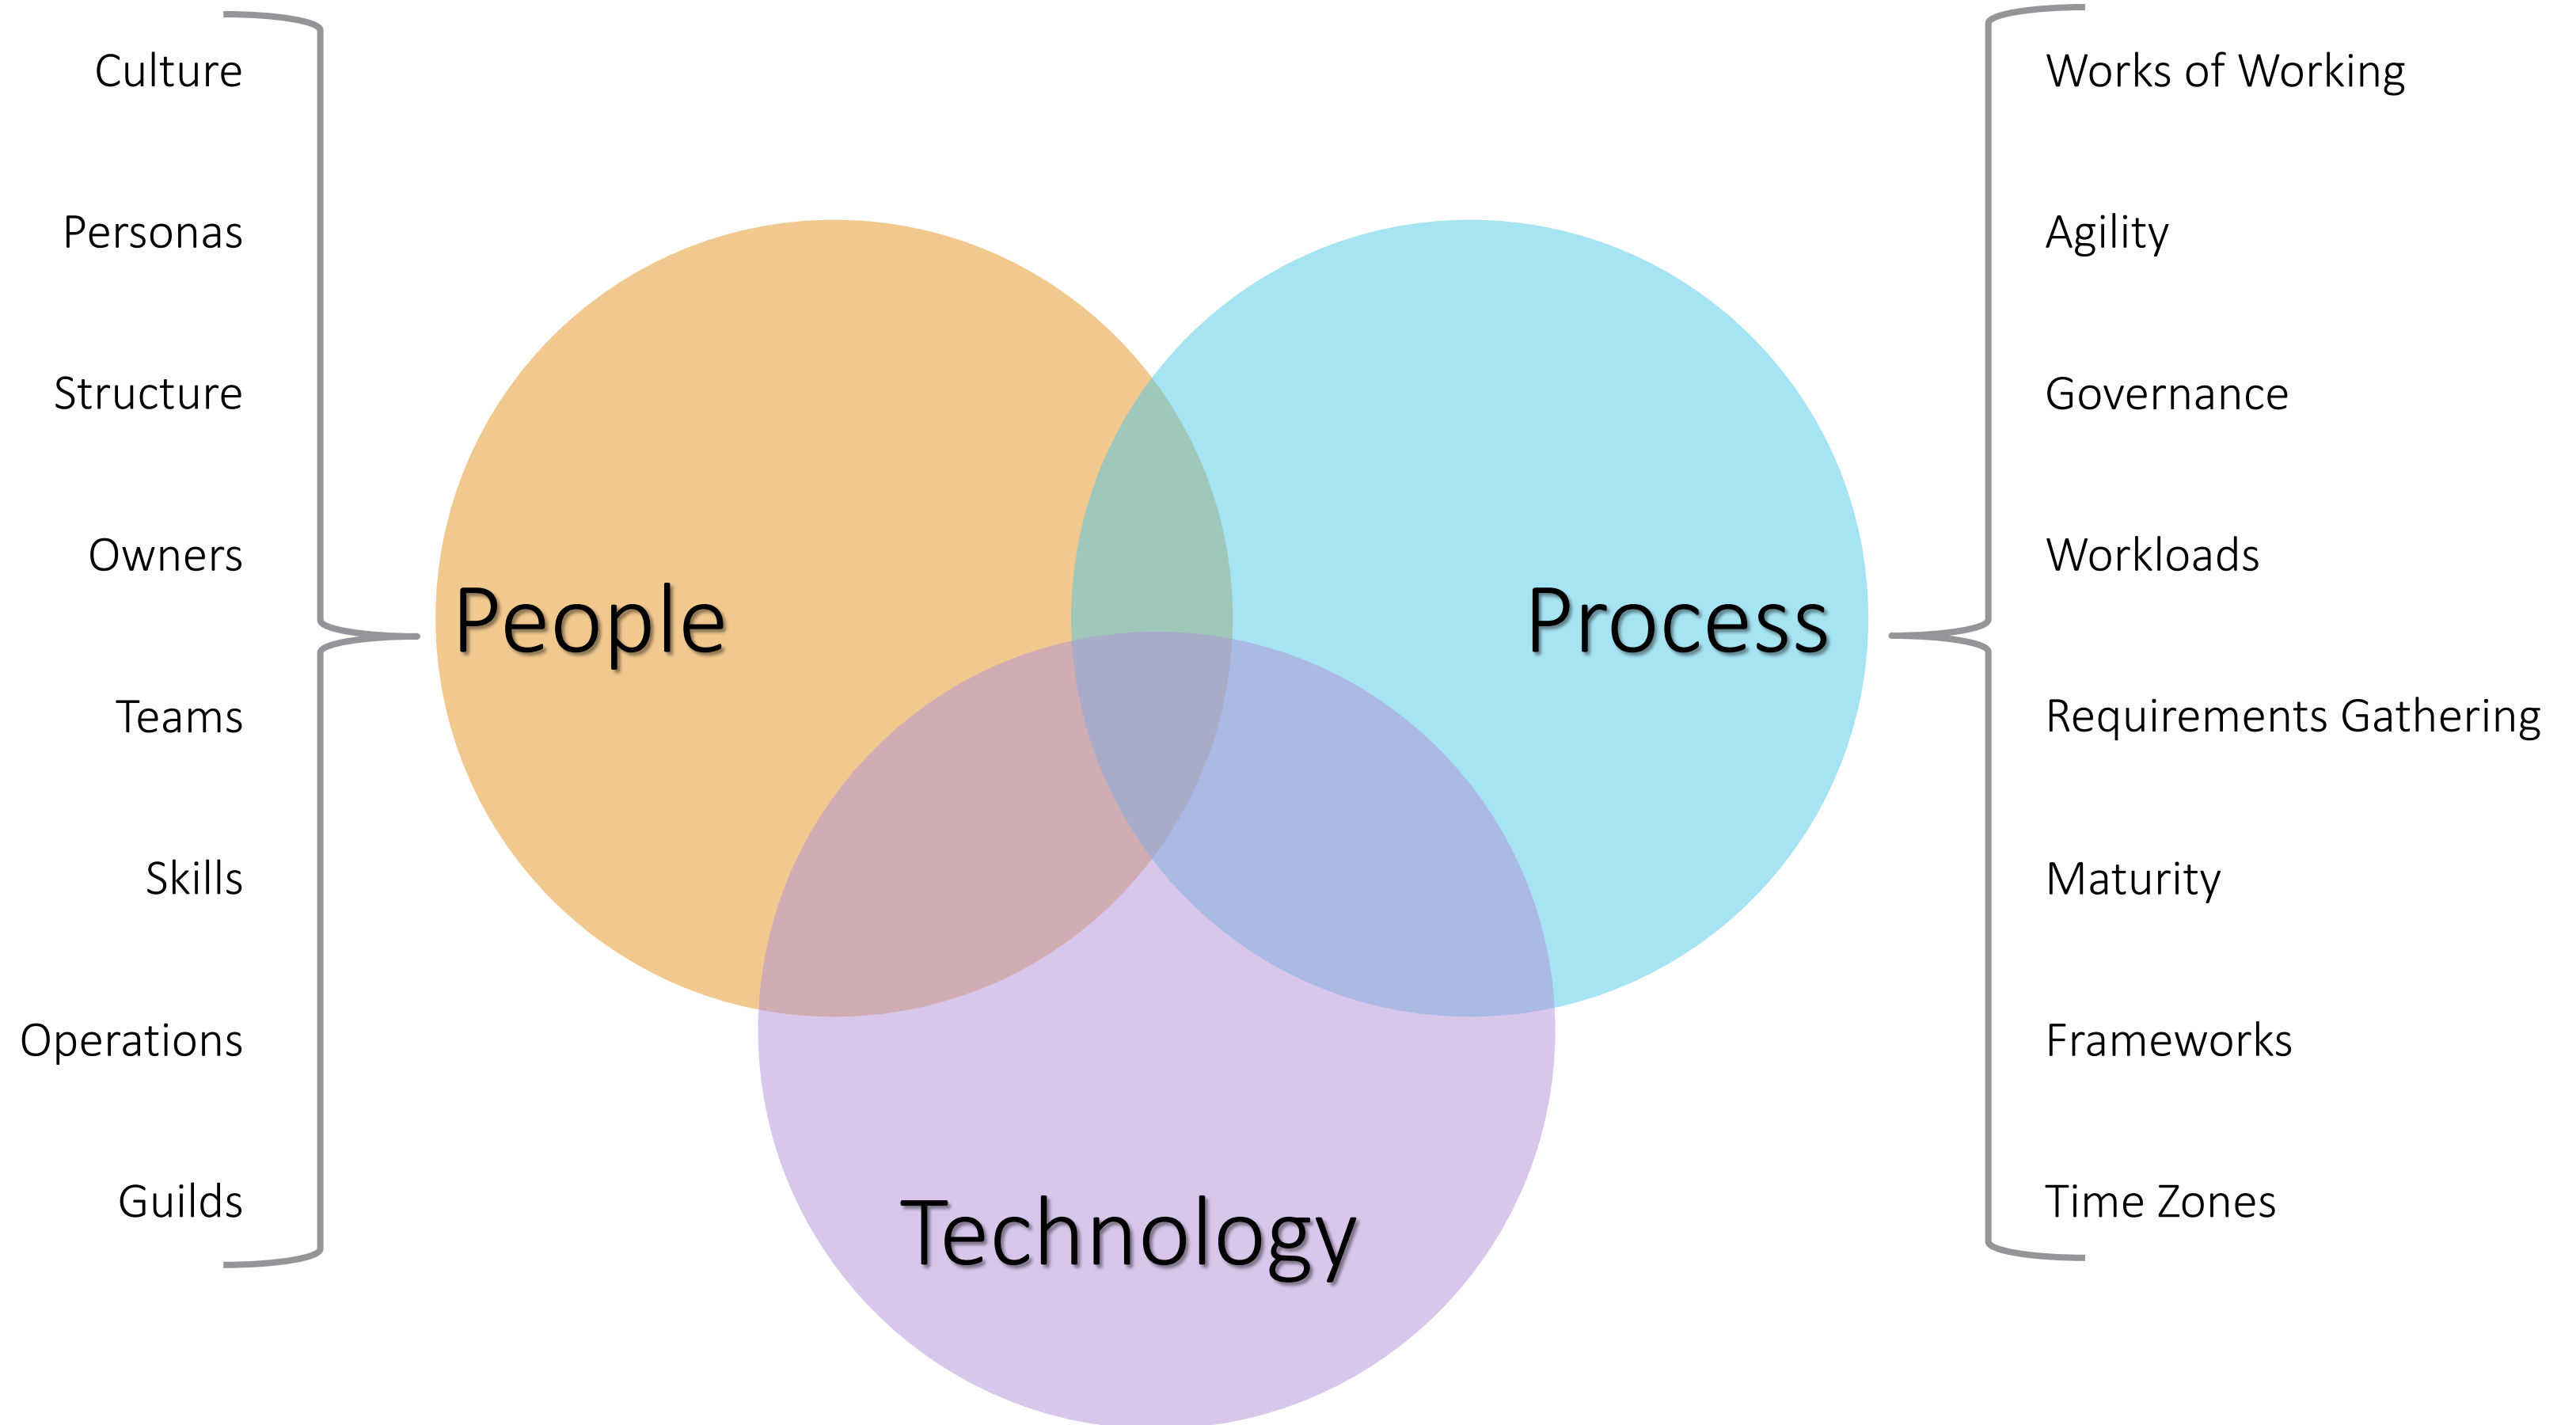 Culture
Personas
Structure
Owners
Teams
Skills
Operations
Guilds
People
Process
Technology
Works of Working
Agility
Governance
Workloads
Requirements Gathering
Maturity
Frameworks
Time Zones